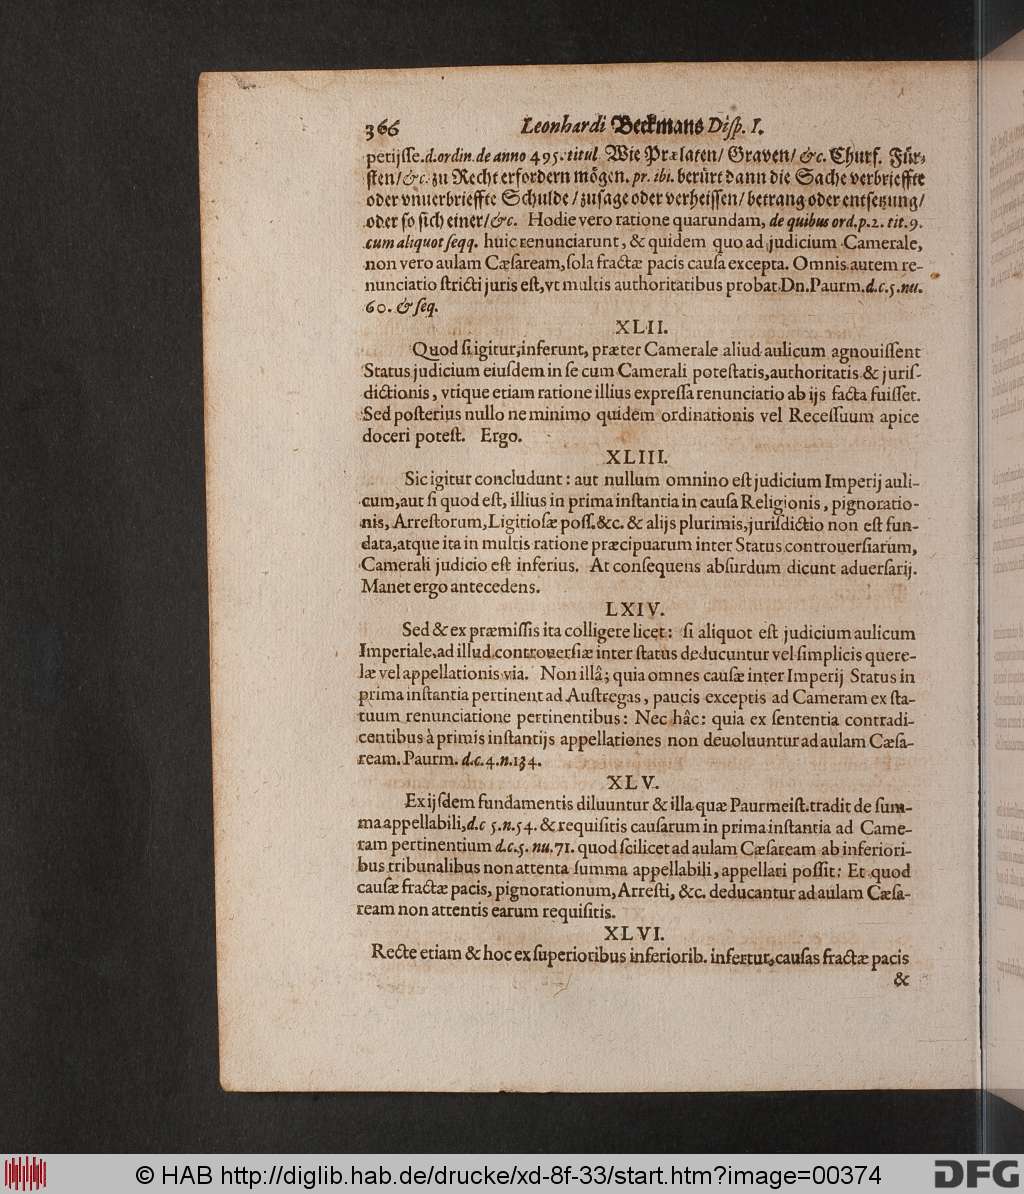 366 Leonhardi Beckmans Disp. I.
petijſſe. d. ordin. de anno 495. titul. Wie Prælaten/ Graven/ &c. Churf. Für-
ſten/ &c. zu Recht erfordern mögen. pr. ibi. berürt dann die Sache verbrieffte
oder vnuerbrieffte Schulde/ zuſage oder verheiſſen/ betrang oder entſetzung/
oder ſo ſich einer/ &c. Hodie vero ratione quarundam, de quibus ord. p. 2. tit. 9.
cum aliquot ſeqq. huic renunciarunt, & quidem quo ad judicium Camerale,
non vero aulam Cæſaream, ſola fractæ pacis cauſa excepta. Omnis autem re-
nunciatio ſtricti juris eſt, vt multis authoritatibus probat Dn. Paurm. d. c. 5. nu.
60. & ſeq.
XLII.
Quod ſi igitur, inferunt, præter Camerale aliud aulicum agnouiſſent
Status judicium eiuſdem in ſe cum Camerali poteſtatis, authoritatis & juriſ-
dictionis, vtique etiam ratione illius expreſſa renunciatio ab ijs facta fuiſſet.
Sed poſterius nullo ne minimo quidem ordinationis vel Receſſuum apice
doceri poteſt. Ergo.
XLIII.
Sic igitur concludunt: aut nullum omnino eſt judicium Imperij auli-
cum, aut ſi quod eſt, illius in prima inſtantia in cauſa Religionis, pignoratio-
nis, Arreſtorum, Ligitioſæ poſſ. &c. & alijs plurimis, juriſdictio non eſt fun-
data, atque ita in multis ratione præcipuarum inter Status controuerſiarum,
Camerali judicio eſt inferius. At conſequens abſurdum dicunt aduerſarij.
Manet ergo antecedens.
LXIV.
Sed & ex præmiſſis ita colligere licet: ſi aliquot eſt judicium aulicum
Imperiale, ad illud controuerſiæ inter ſtatus deducuntur vel ſimplicis quere-
læ vel appellationis via. Non illâ; quia omnes cauſæ inter Imperij Status in
prima inſtantia pertinent ad Auſtregas, paucis exceptis ad Cameram ex ſta-
tuum renunciatione pertinentibus: Nec hâc: quia ex ſententia contradi-
centibus à primis inſtantijs appellationes non deuoluuntur ad aulam Cæſa-
ream. Paurm. d. c. 4. n. 134.
XLV.
Ex ijſdem fundamentis diluuntur & illa quæ Paurmeiſt. tradit de ſum-
ma appellabili, d. c 5. n. 54. & requiſitis cauſarum in prima inſtantia ad Came-
ram pertinentium d. c. 5. nu. 71. quod ſcilicet ad aulam Cæſaream ab inferiori-
bus tribunalibus non attenta ſumma appellabili, appellari poſſit: Et quod
cauſæ fractæ pacis, pignorationum, Arreſti, &c. deducantur ad aulam Cæſa-
ream non attentis earum requiſitis.
XLVI.
Recte etiam & hoc ex ſuperioribus inferiorib. infertur, cauſas fractæ pacis
&
© HAB http://diglib.hab.de/drucke/xd-8f-33/start.htm?image=00374
DFG